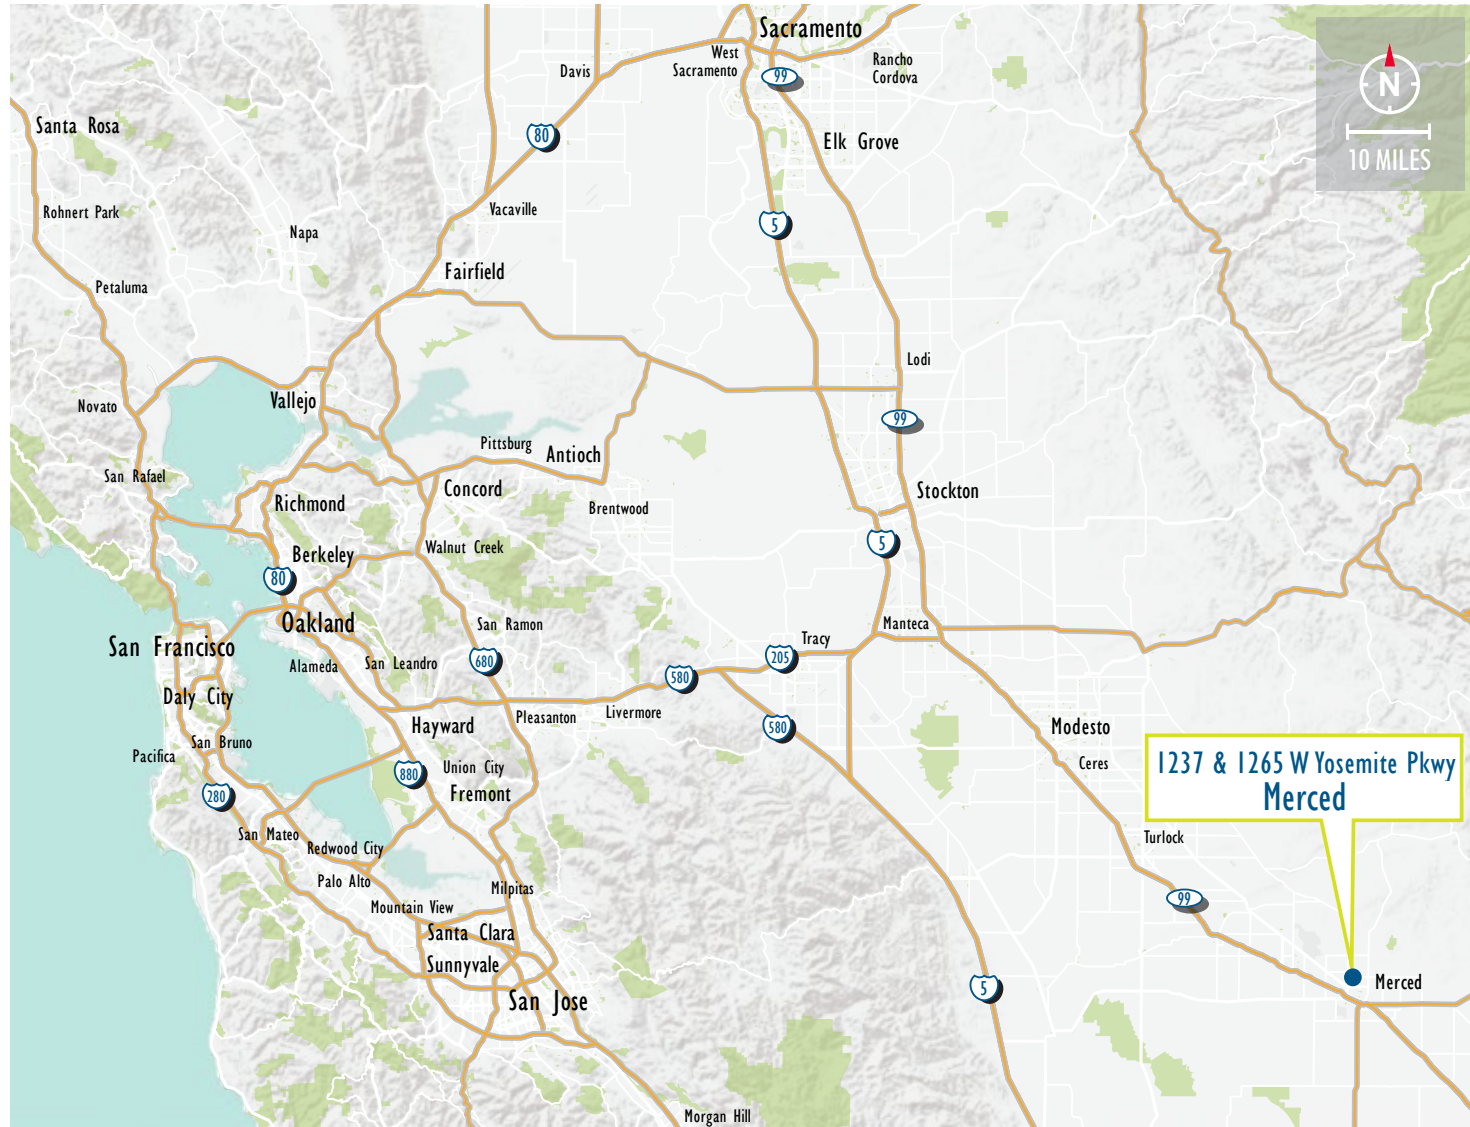 Sacramento
West
Sacramento
Davis
Rancho
Cordova
99
N
10 MILES
Santa Rosa
80
Elk Grove
Rohnert Park
Vacaville
Napa
5
Fairfield
Petaluma
Lodi
Vallejo
Novato
99
Pittsburg
Antioch
San Rafael
Concord
Stockton
Richmond
Brentwood
Berkeley
Walnut Creek
5
80
Oakland
San Ramon
Manteca
San Francisco
Tracy
Alameda
San Leandro
680
205
580
Daly City
Pleasanton
Livermore
Hayward
580
Modesto
San Bruno
Pacifica
Union City
880
Ceres
1237 & 1265 W Yosemite Pkwy
Merced
280
Fremont
San Mateo
Redwood City
Turlock
Palo Alto
Milpitas
Mountain View
99
Santa Clara
Sunnyvale
Merced
5
San Jose
Morgan Hill